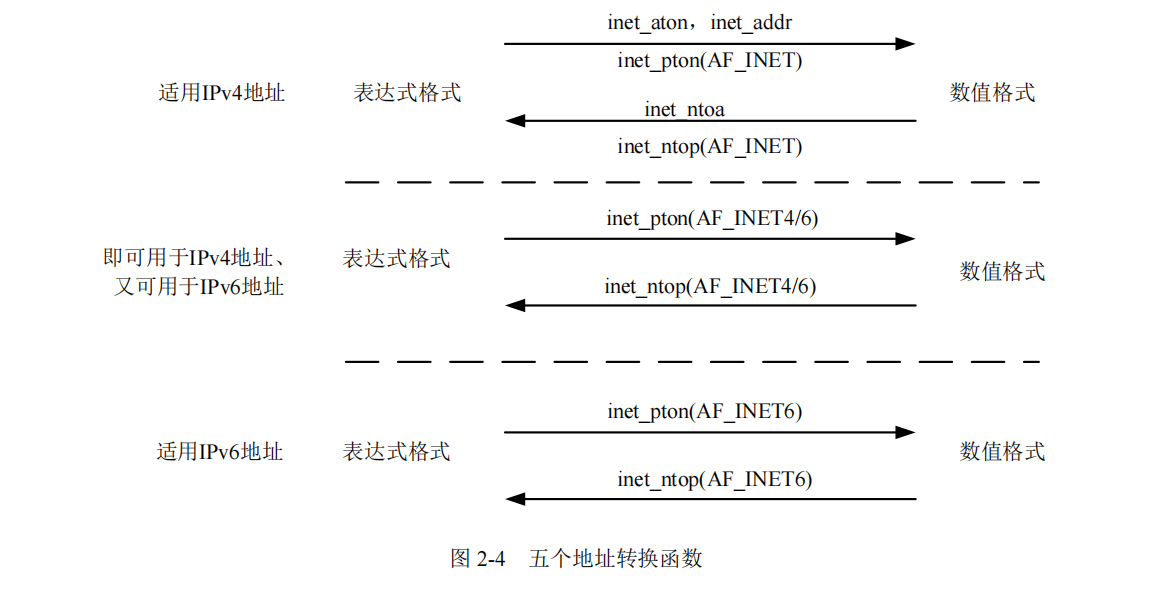 inet_aton，inet_addr
inet_pton(AF_INET)
适用IPv4地址 表达式格式 数值格式
inet_ntoa
inet_ntop(AF_INET)
inet_pton(AF_INET4/6)
即可用于IPv4地址、
又可用于IPv6地址
表达式格式 数值格式
inet_ntop(AF_INET4/6)
inet_pton(AF_INET6)
适用IPv6地址 表达式格式 数值格式
inet_ntop(AF_INET6)
图 2-4 五个地址转换函数